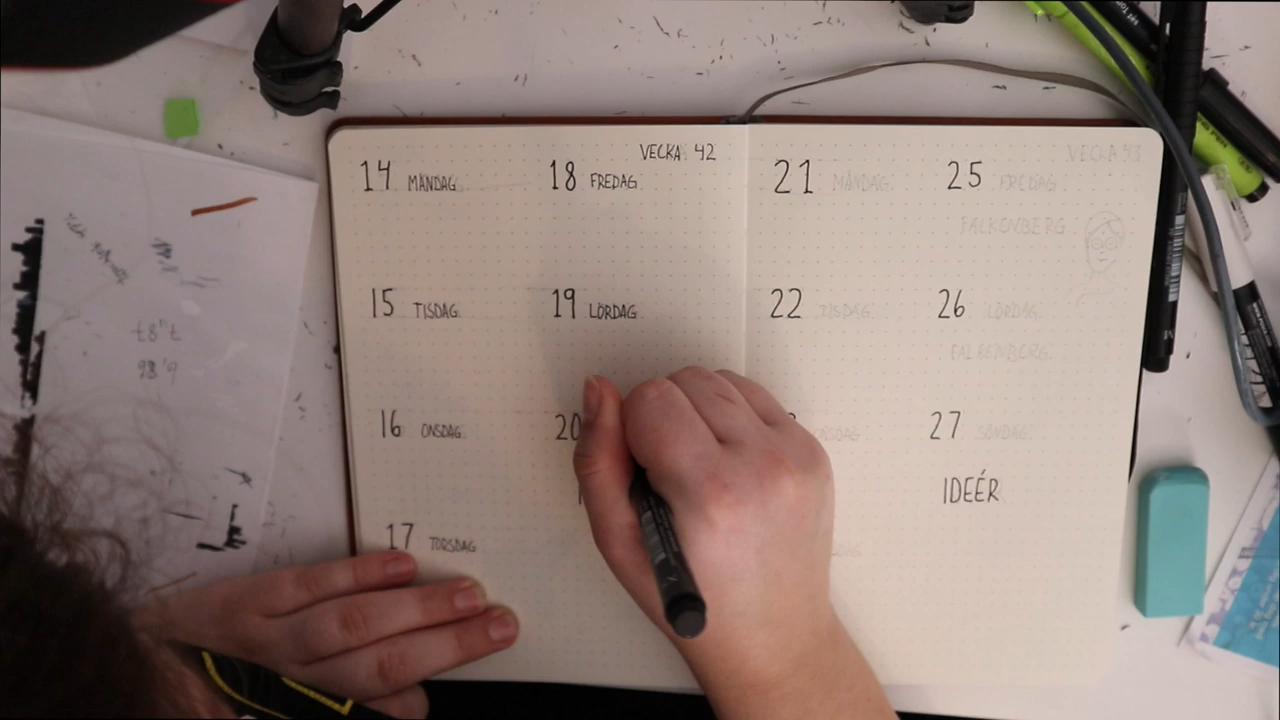 VECKA 42
14 MÅNDAG
15 TISDAG
16 ONSDAG
17 TORSDAG
18 FREDAG
19 LÖRDAG
20
VECKA 43
21 MÅNDAG
22 TISDAG
25 FREDAG
FALKENBERG
26 LÖRDAG
FALKENBERG
27 SÖNDAG
IDEÉR